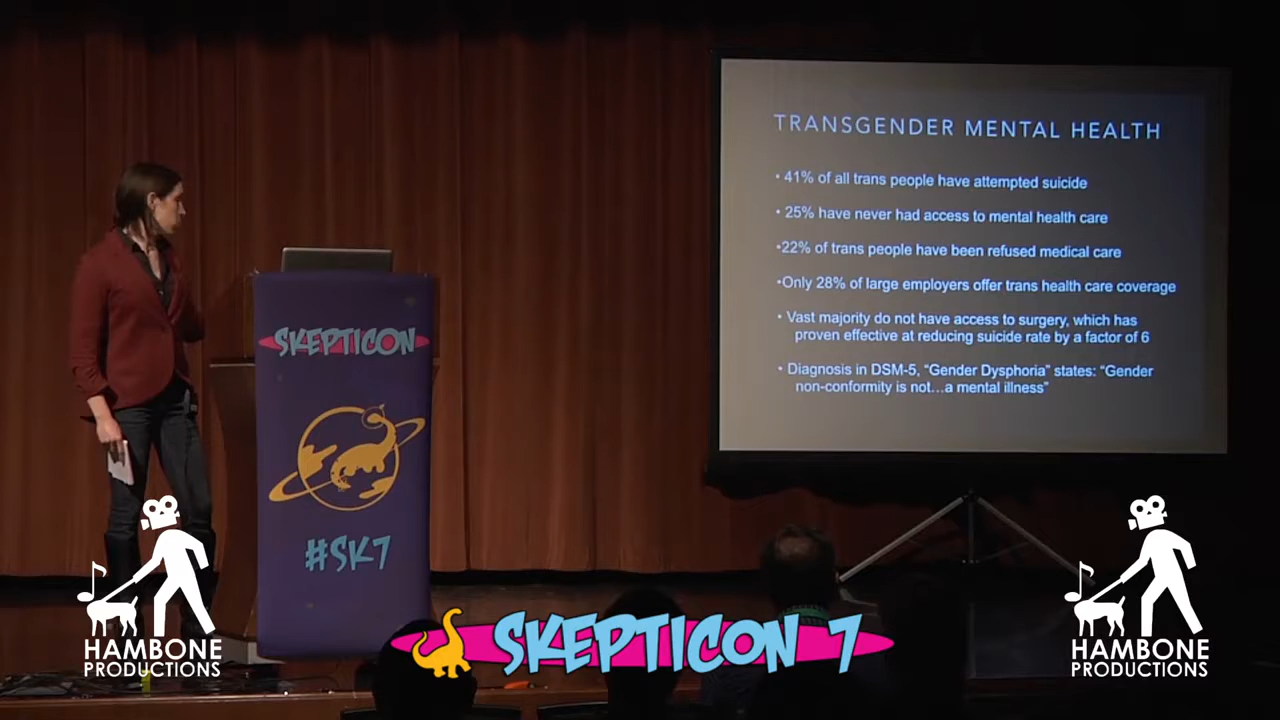 TRANSGENDER MENTAL HEALTH
• 41% of all trans people have attempted suicide
• 25% have never had access to mental health care
•22% of trans people have been refused medical care
•Only 28% of large employers offer trans health care coverage
• Vast majority do not have access to surgery, which has
proven effective at reducing suicide rate by a factor of 6
• Diagnosis in DSM-5, “Gender Dysphoria” states: “Gender
non-conformity is not…a mental illness”
SKEPTICON
#SK7
HAMBONE
PRODUCTIONS
SKEPTICON 7
HAMBONE
PRODUCTIONS